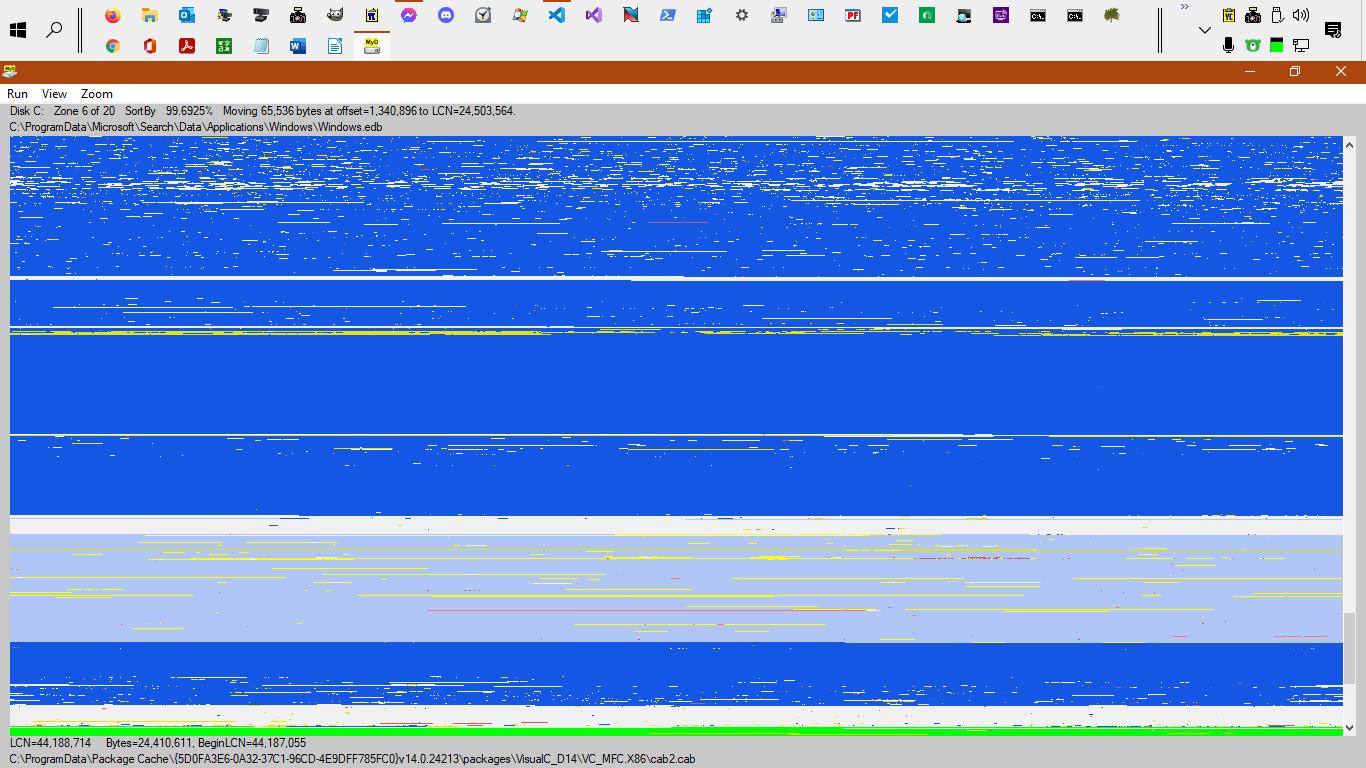 Run View Zoom
Disk C: Zone 6 of 20 SortBy 99.6925% Moving 65,536 bytes at offset=1,340,896 to LCN=24,503,564.
C:\ProgramData\Microsoft\Search\Data\Applications\Windows\Windows.edb
LCN=44,188,714 Bytes=24,410,611, BeginLCN=44,187,055
C:\ProgramData\Package Cache\{5D0FA3E6-0A32-37C1-96CD-4E9DFF785FC0}v14.0.24213\packages\VisualC_D14\VC_MFC.X86\cab2.cab